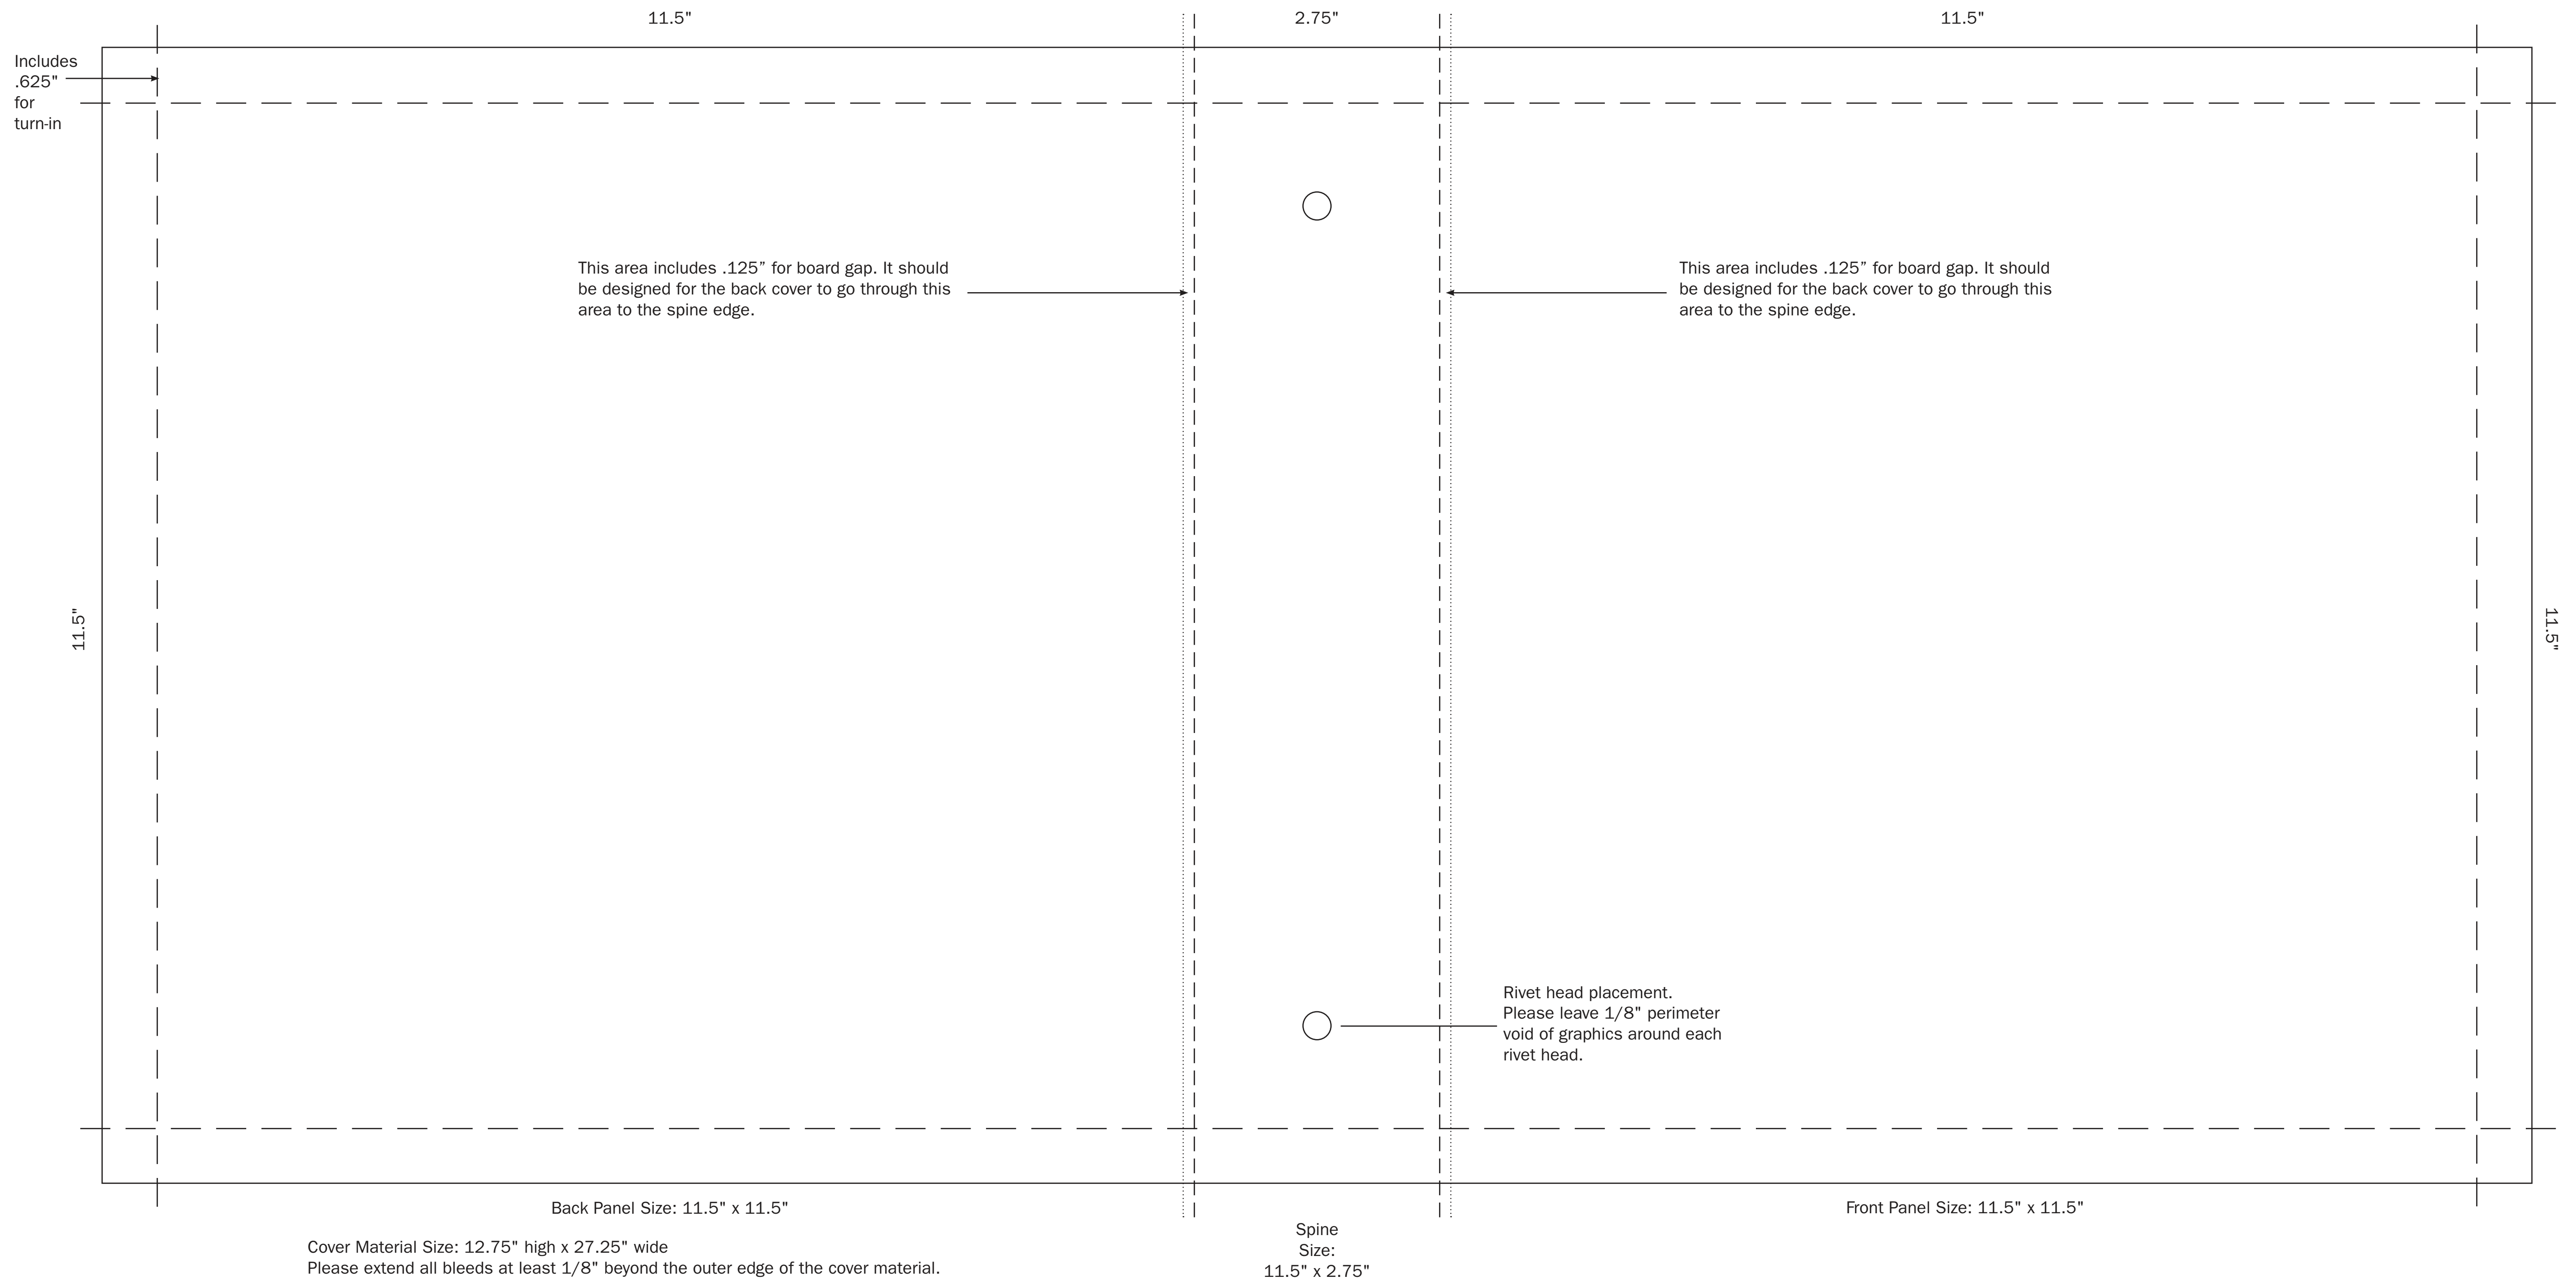 11.5"
2.75"
11.5"
Includes
.625"
for
turn-in
This area includes .125” for board gap. It should
be designed for the back cover to go through this
area to the spine edge.
This area includes .125” for board gap. It should
be designed for the back cover to go through this
area to the spine edge.
11.5"
11.5"
Rivet head placement.
Please leave 1/8" perimeter
void of graphics around each
rivet head.
Back Panel Size: 11.5" x 11.5"
Front Panel Size: 11.5" x 11.5"
Spine
Size:
11.5" x 2.75"
Cover Material Size: 12.75" high x 27.25" wide
Please extend all bleeds at least 1/8" beyond the outer edge of the cover material.